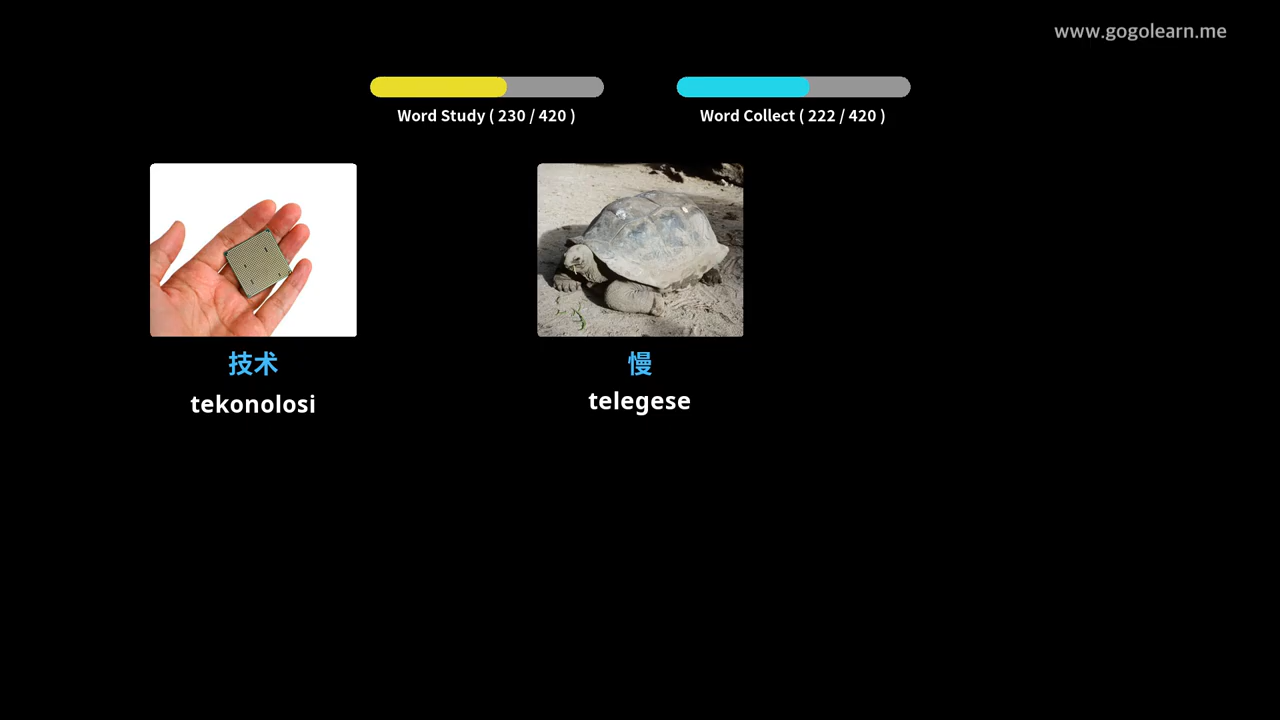 www.gogolearn.me
Word Study ( 230 / 420 )
Word Collect ( 222 / 420 )
技术
tekonolosi
慢
telegese